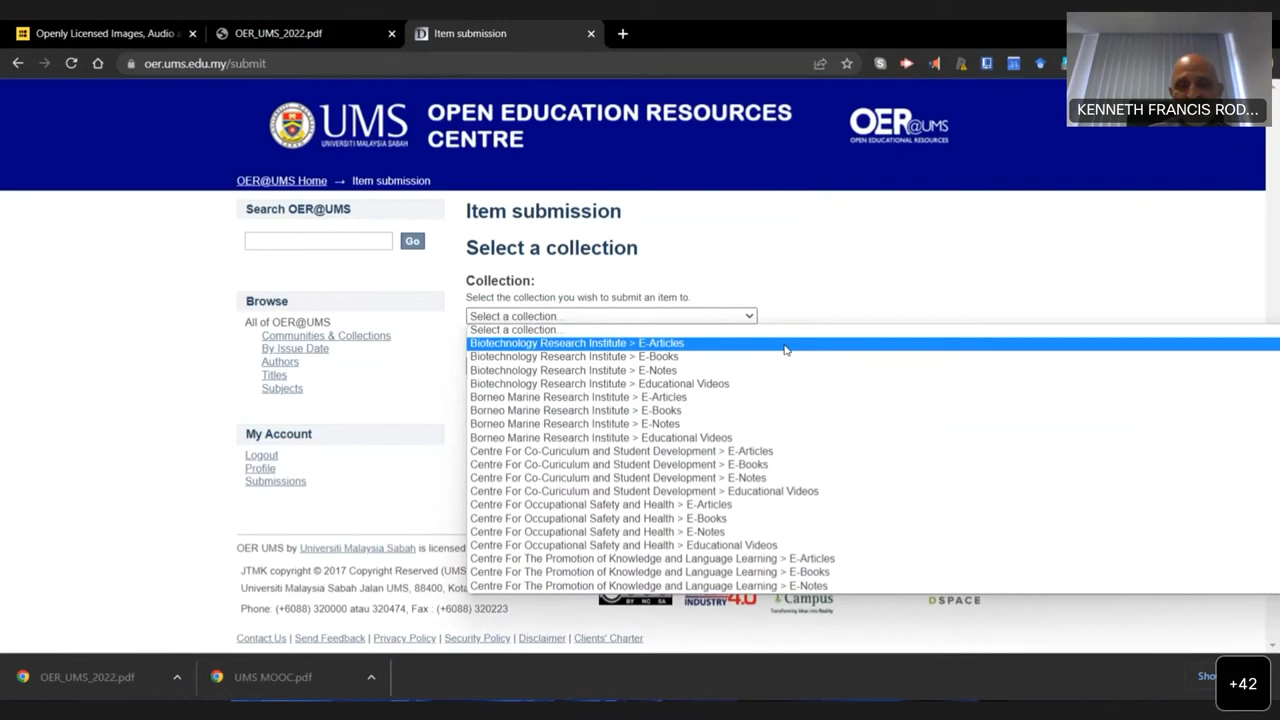 Openly Licensed Images, Audio
OER_UMS_2022.pdf
Item submission
oer.ums.edu.my/submit
KENNETH FRANCIS ROD...
UMS
UNIVERSITI MALAYSIA SABAH
OPEN EDUCATION RESOURCES
CENTRE
OER@UMS
OPEN EDUCATIONAL RESOURCES
OER@UMS Home → Item submission
Search OER@UMS
Go
Browse
All of OER@UMS
Communities & Collections
By Issue Date
Authors
Titles
Subjects
My Account
Logout
Profile
Submissions
Item submission
Select a collection
Collection:
Select the collection you wish to submit an item to.
Select a collection...
Select a collection...
Biotechnology Research Institute > E-Articles
Biotechnology Research Institute > E-Books
Biotechnology Research Institute > E-Notes
Biotechnology Research Institute > Educational Videos
Borneo Marine Research Institute > E-Articles
Borneo Marine Research Institute > E-Books
Borneo Marine Research Institute > E-Notes
Borneo Marine Research Institute > Educational Videos
Centre For Co-Curiculum and Student Development > E-Articles
Centre For Co-Curiculum and Student Development > E-Books
Centre For Co-Curiculum and Student Development > E-Notes
Centre For Co-Curiculum and Student Development > Educational Videos
Centre For Occupational Safety and Health > E-Articles
Centre For Occupational Safety and Health > E-Books
Centre For Occupational Safety and Health > E-Notes
Centre For Occupational Safety and Health > Educational Videos
Centre For The Promotion of Knowledge and Language Learning > E-Articles
Centre For The Promotion of Knowledge and Language Learning > E-Books
Centre For The Promotion of Knowledge and Language Learning > E-Notes
OER UMS by Universiti Malaysia Sabah is licensed
JTMK copyright © 2017 Copyright Reserved (UMS
Universiti Malaysia Sabah Jalan UMS, 88400, Kota
Phone: (+6088) 320000 atau 320474, Fax : (+6088) 320223
BY NC SA
INDUSTRY 4.0
Campus
DSPACE
Contact Us | Send Feedback | Privacy Policy | Security Policy | Disclaimer | Clients' Charter
OER_UMS_2022.pdf
UMS MOOC.pdf
Sho
+42